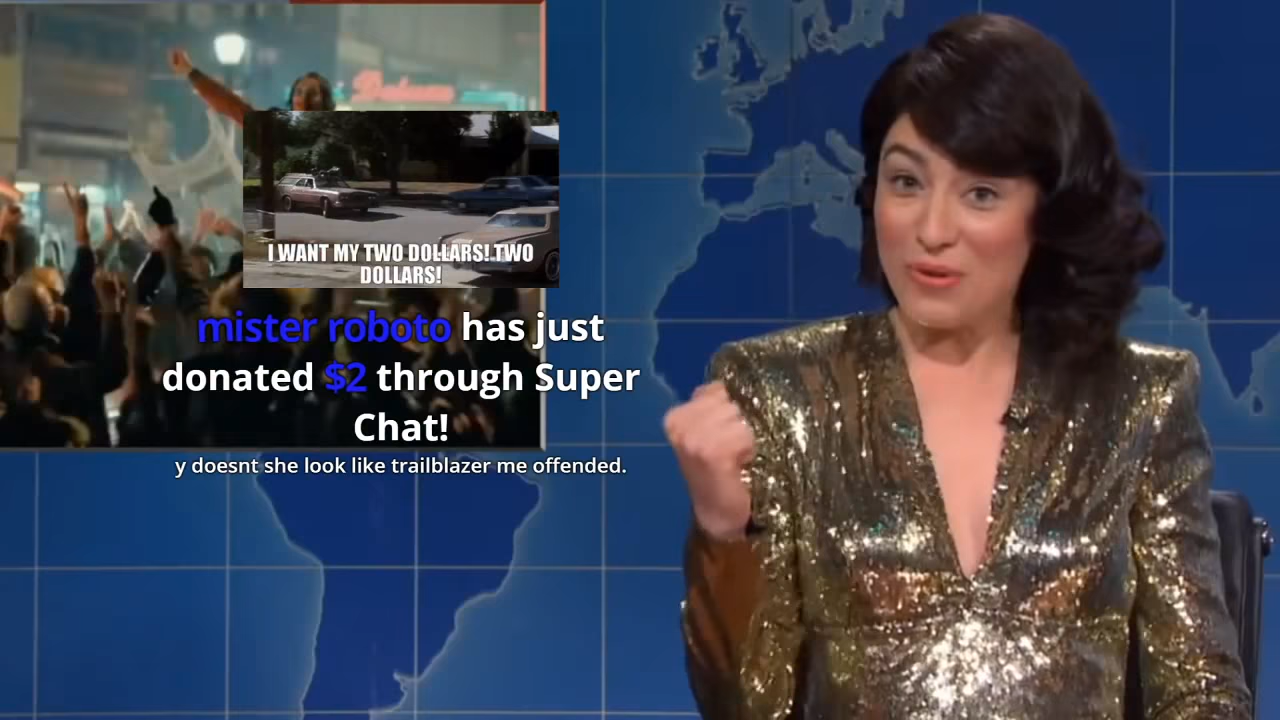 I WANT MY TWO DOLLARS! TWO
DOLLARS!
mister roboto has just
donated $2 through Super
Chat!
y doesnt she look like trailblazer me offended.